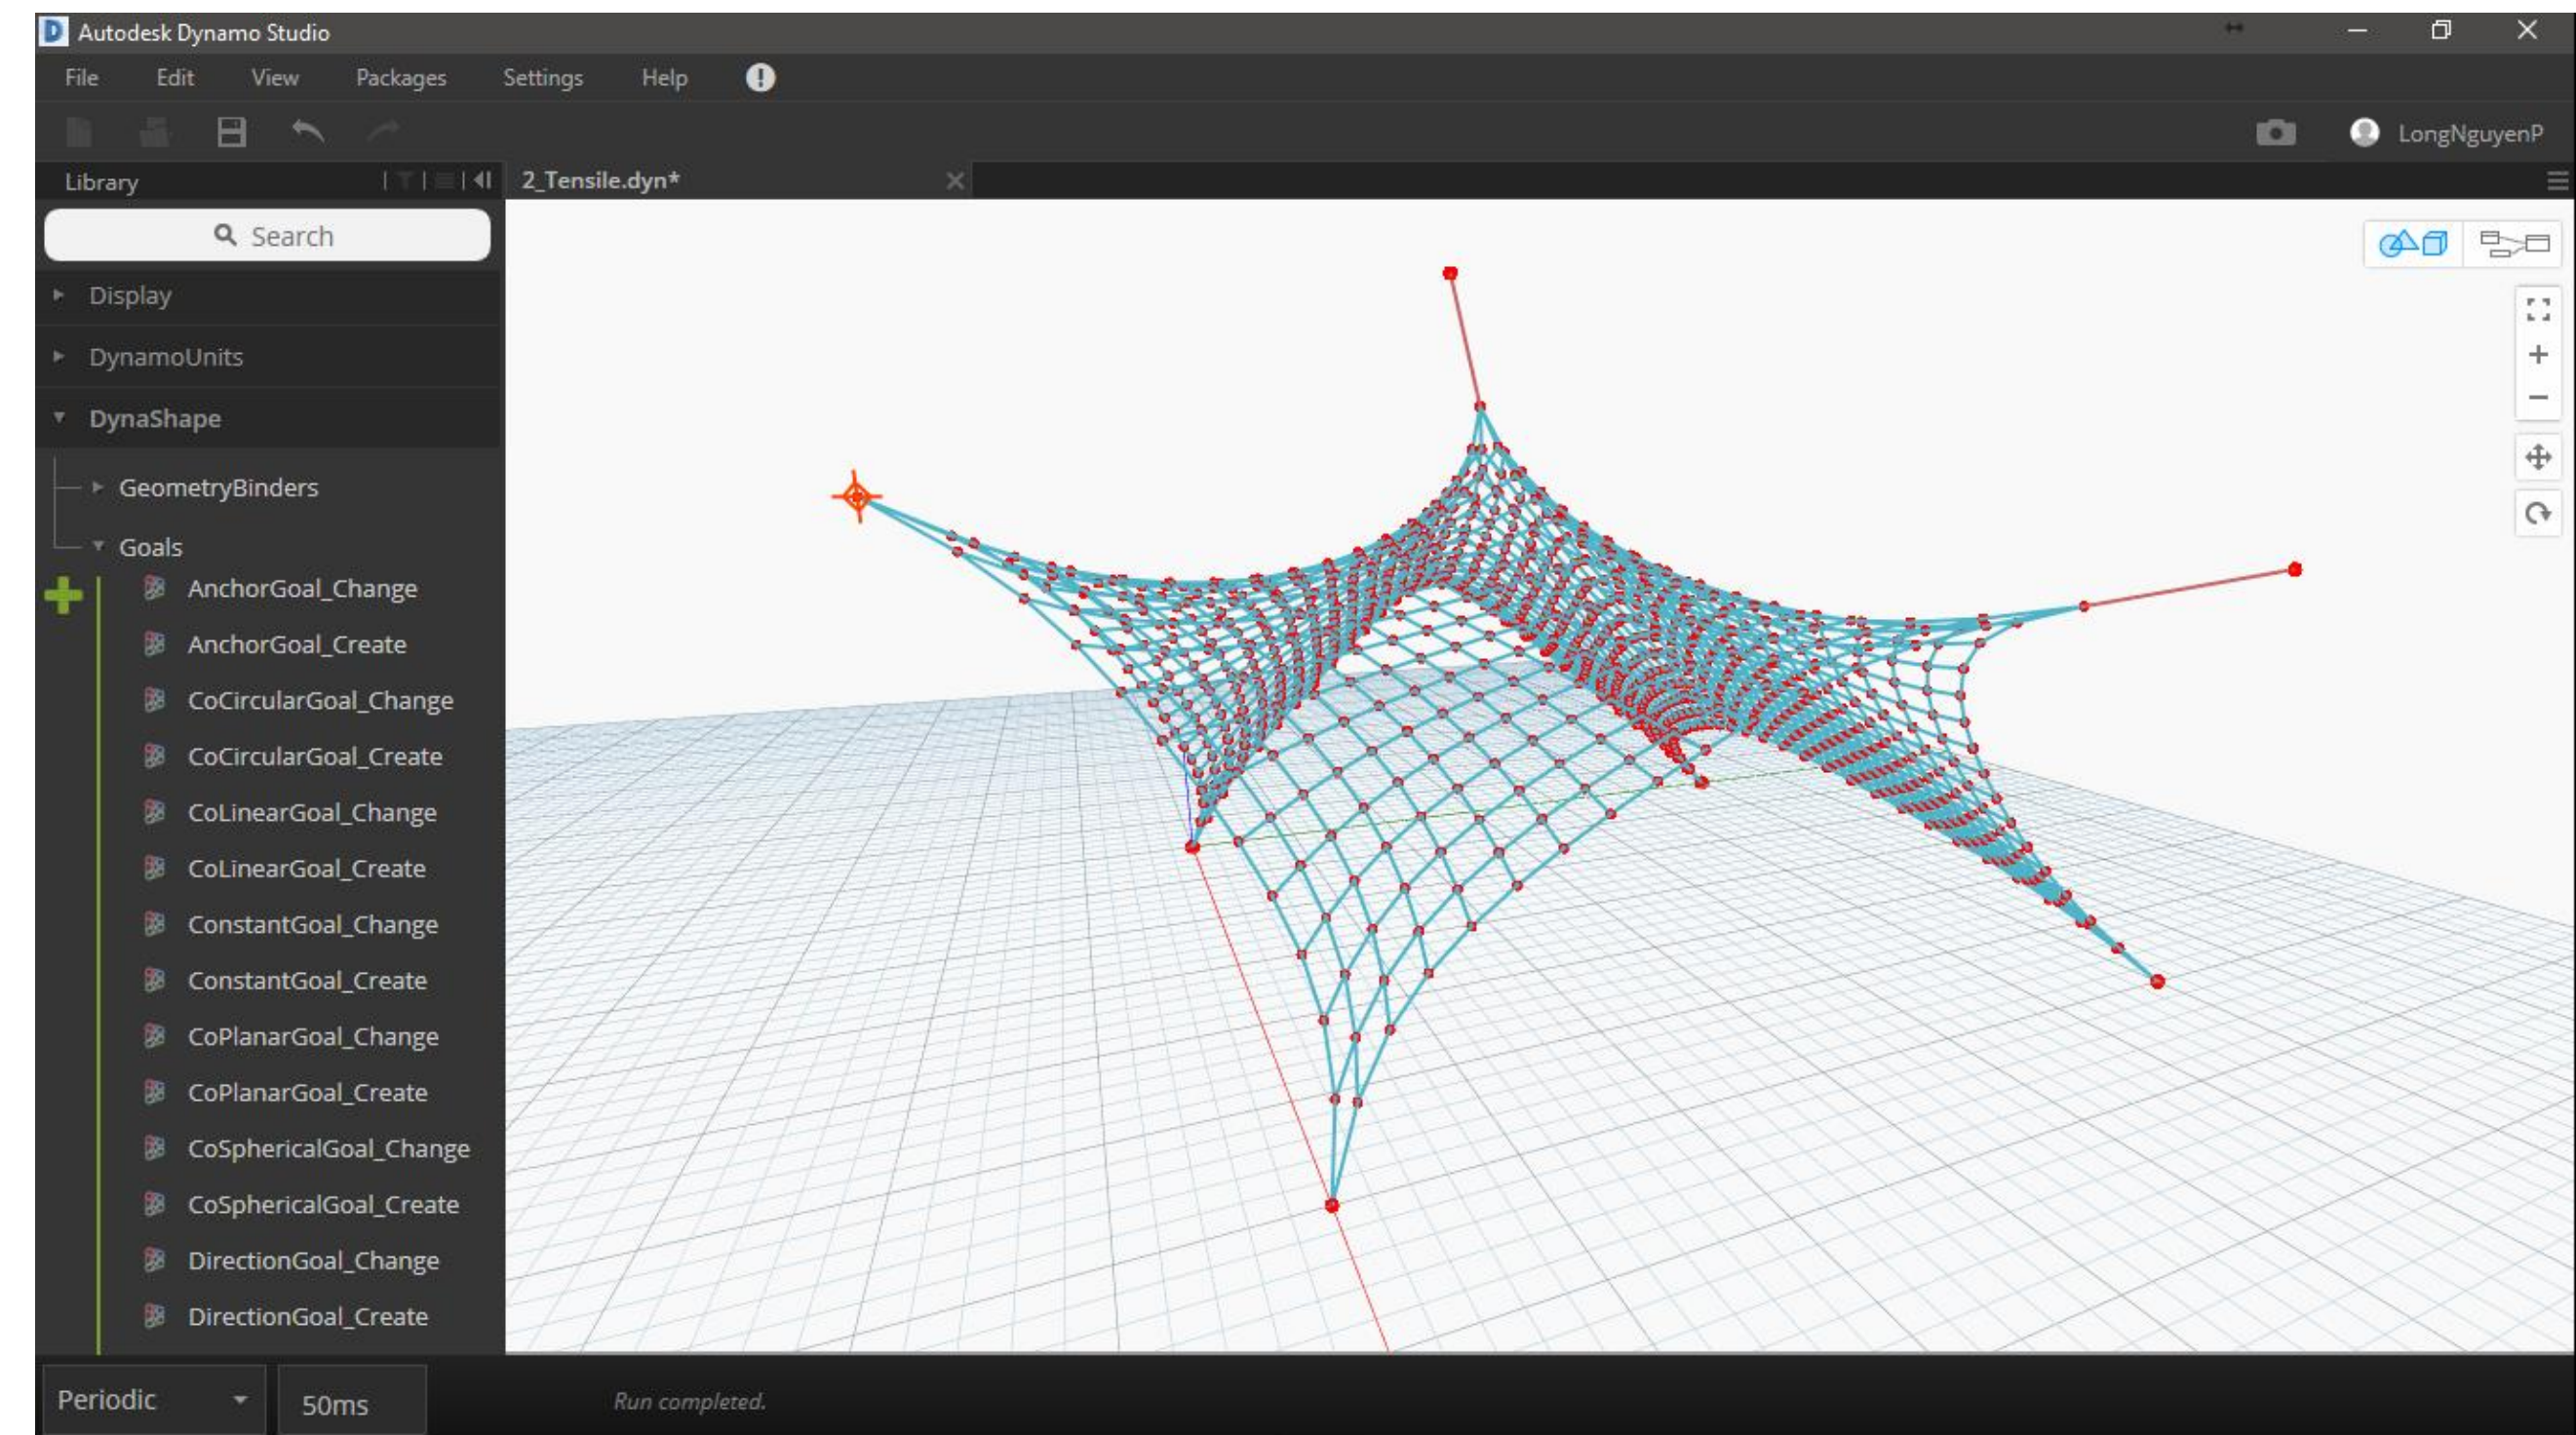 Autodesk Dynamo Studio
File Edit View Packages Settings Help
LongNguyenP
Library
2_Tensile.dyn*
Search
Display
DynamoUnits
DynaShape
GeometryBinders
Goals
AnchorGoal_Change
AnchorGoal_Create
CoCircularGoal_Change
CoCircularGoal_Create
CoLinearGoal_Change
CoLinearGoal_Create
ConstantGoal_Change
ConstantGoal_Create
CoPlanarGoal_Change
CoPlanarGoal_Create
CoSphericalGoal_Change
CoSphericalGoal_Create
DirectionGoal_Change
DirectionGoal_Create
Periodic 50ms Run completed.